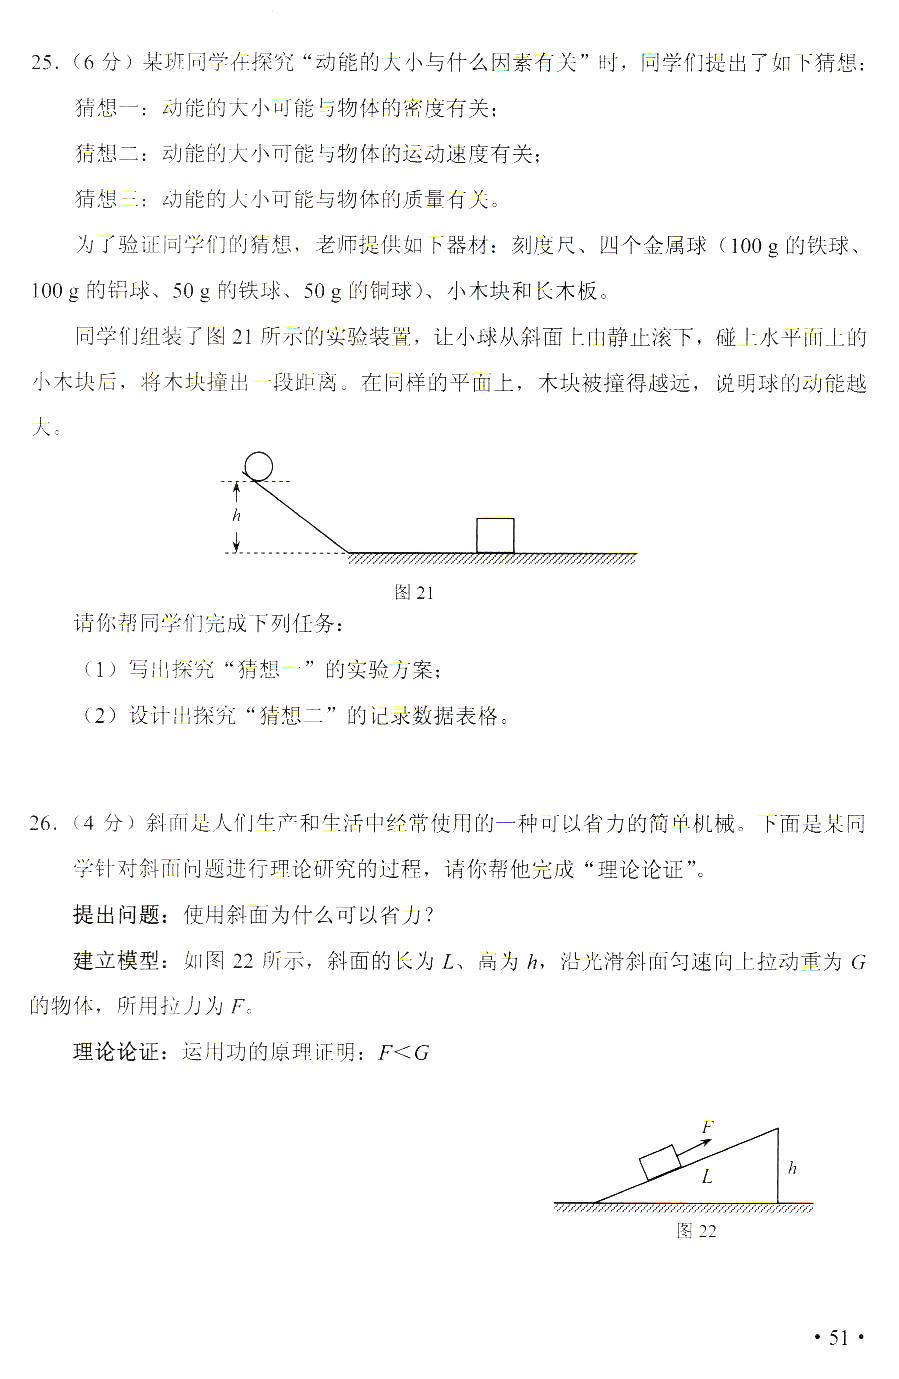 25.（6 分）某班同学在探究“动能的大小与什么因素有关”时，同学们提出了如下猜想：
猜想一：动能的大小可能与物体的密度有关；
猜想二：动能的大小可能与物体的运动速度有关；
猜想三：动能的大小可能与物体的质量有关。
为了验证同学们的猜想，老师提供如下器材：刻度尺、四个金属球（100 g 的铁球、
100 g 的铝球、50 g 的铁球、50 g 的铜球）、小木块和长木板。
同学们组装了图 21 所示的实验装置，让小球从斜面上由静止滚下，碰上水平面上的
小木块后，将木块撞出一段距离。在同样的平面上，木块被撞得越远，说明球的动能越
大。
h
图 21
请你帮同学们完成下列任务：
（1）写出探究“猜想一”的实验方案；
（2）设计出探究“猜想二”的记录数据表格。
26.（4 分）斜面是人们生产和生活中经常使用的一种可以省力的简单机械。下面是某同
学针对斜面问题进行理论研究的过程，请你帮他完成“理论论证”。
提出问题：使用斜面为什么可以省力？
建立模型：如图 22 所示，斜面的长为 L、高为 h，沿光滑斜面匀速向上拉动重为 G
的物体，所用拉力为 F。
理论论证：运用功的原理证明：F＜G
F
h
L
图 22
·51·